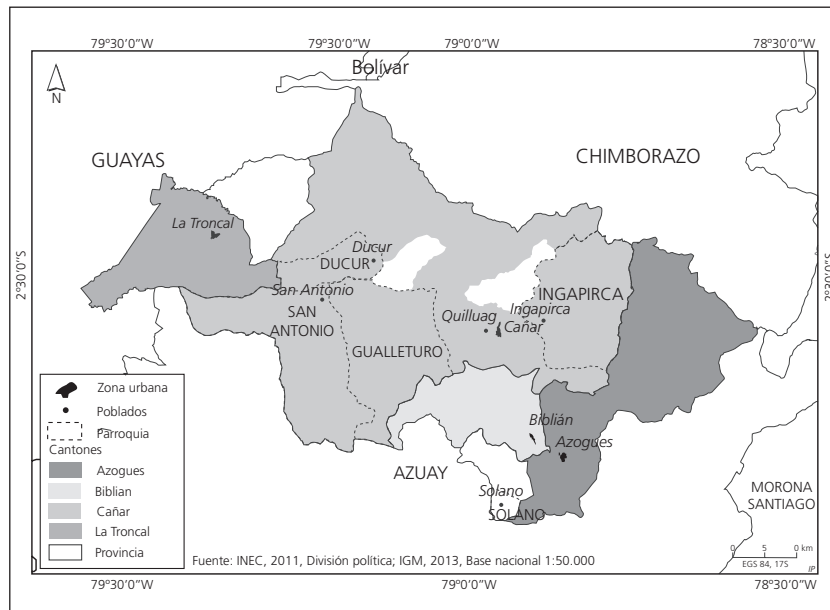 79°30’0”W 79°30’0”W 79°0’0”W 78°30’0”W
N
Bolívar
GUAYAS
CHIMBORAZO
La Troncal
2°30’0”S
2°30’0”S
Ducur
DUCUR
San Antonio
SAN
ANTONIO
GUALLETURO
INGAPIRCA
Ingapirca
Quilluag
Cañar
Biblián
Azogues
AZUAY
Solano
SOLANO
MORONA
SANTIAGO
Zona urbana
Poblados
Parroquia
Cantones
Azogues
Biblian
Cañar
La Troncal
Provincia
Fuente: INEC, 2011, División política; IGM, 2013, Base nacional 1:50.000
0 5 0 km
EGS 84, 17S
IP
79°30’0”W 79°0’0”W 78°30’0”W